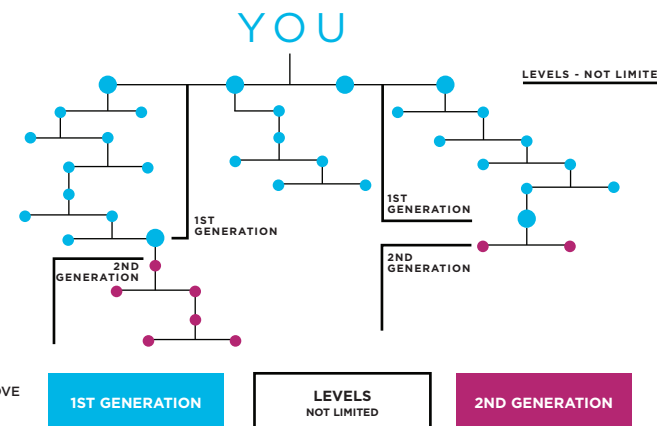 YOU
LEVELS - NOT LIMITE
1ST
GENERATION
1ST
GENERATION
2ND
GENERATION
2ND
GENERATION
OVE
1ST GENERATION
LEVELS
NOT LIMITED
2ND GENERATION